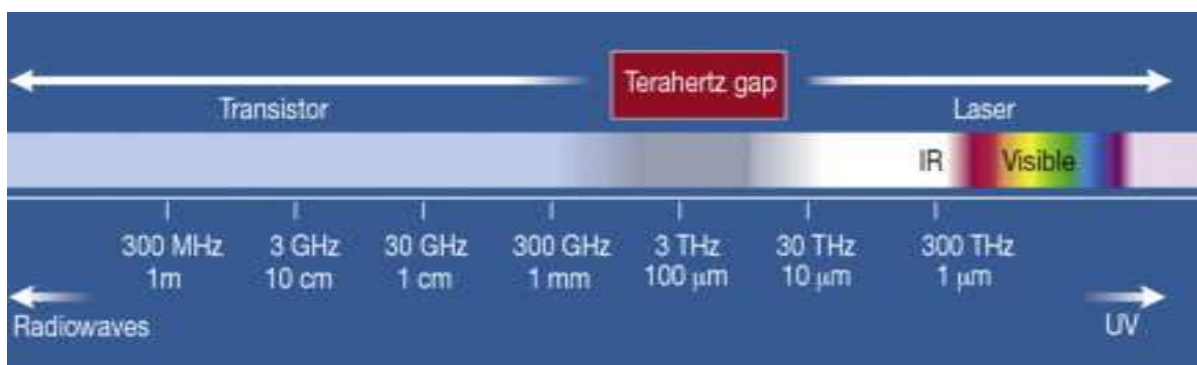 Terahertz gap
Transistor
Laser
IR
Visible
300 MHz 3 GHz 30 GHz 300 GHz 3 THz 30 THz 300 THz
1m 10 cm 1 cm 1 mm 100 μm 10 μm 1 μm
Radiowaves
UV